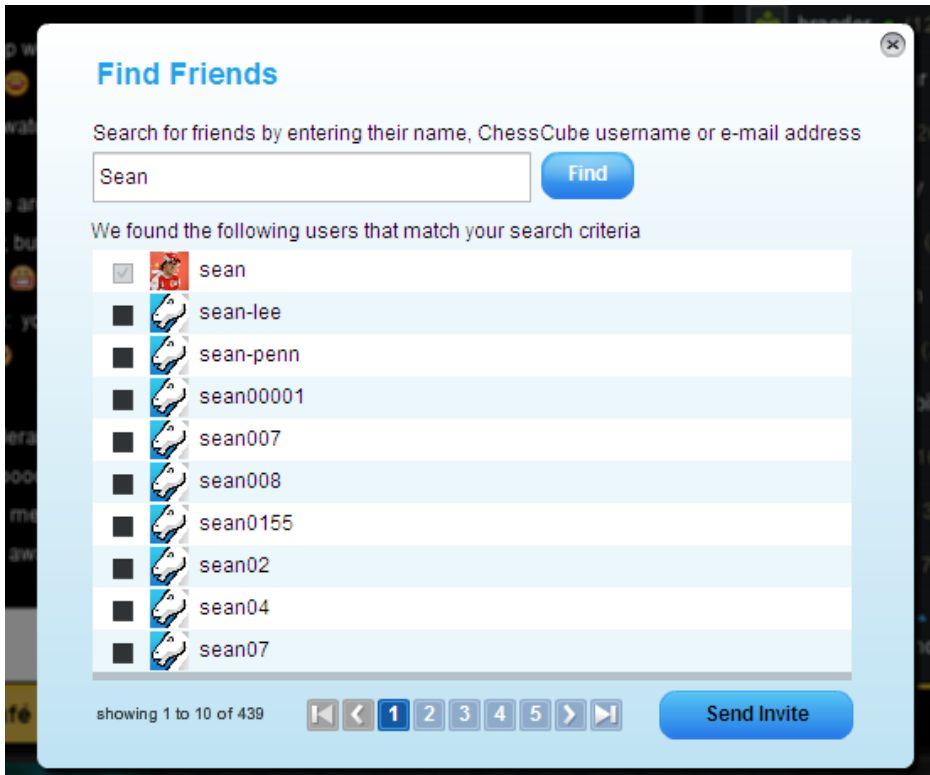 Find Friends
Search for friends by entering their name, ChessCube username or e-mail address
Sean
Find
We found the following users that match your search criteria
sean
sean-lee
sean-penn
sean00001
sean007
sean008
sean0155
sean02
sean04
sean07
showing 1 to 10 of 439
1 2 3 4 5
Send Invite